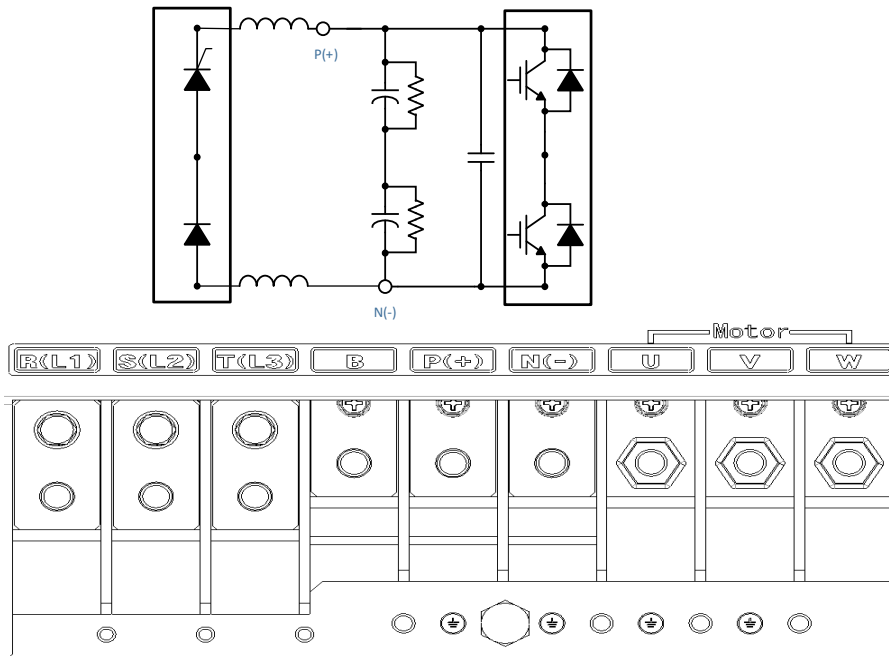 P(+)
N(-)
Motor
R(L1) S(L2) T(L3) B P(+) N(-) U V W